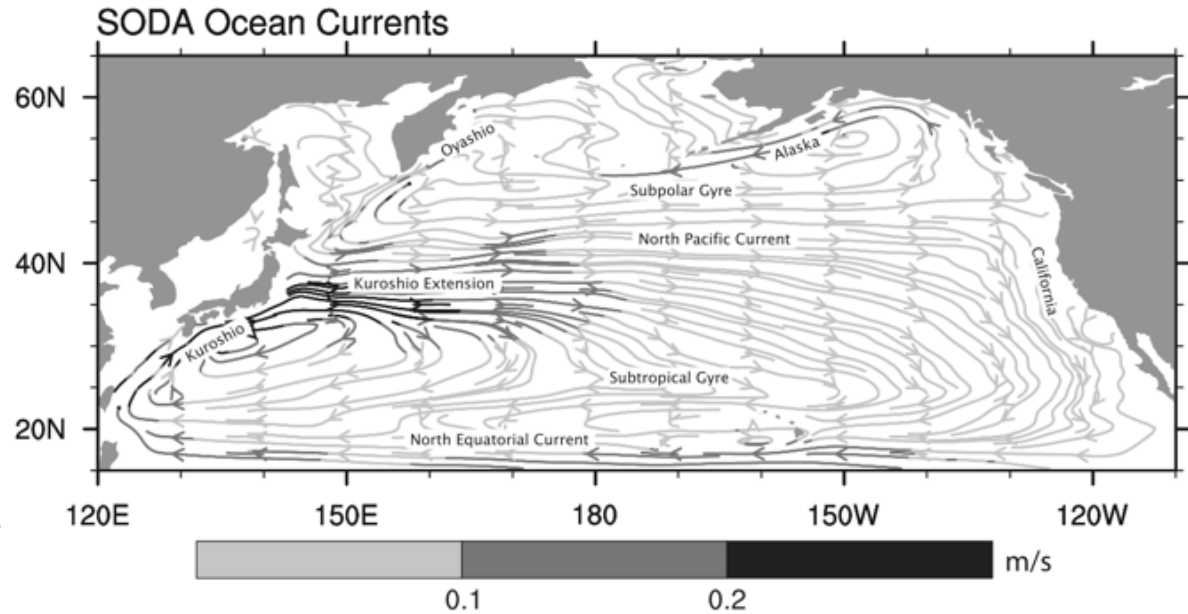 SODA Ocean Currents
60N
40N
20N
Oyashio
Alaska
Subpolar Gyre
North Pacific Current
Kuroshio Extension
California
Kuroshio
Subtropical Gyre
North Equatorial Current
120E
150E
180
150W
120W
m/s
0.1
0.2